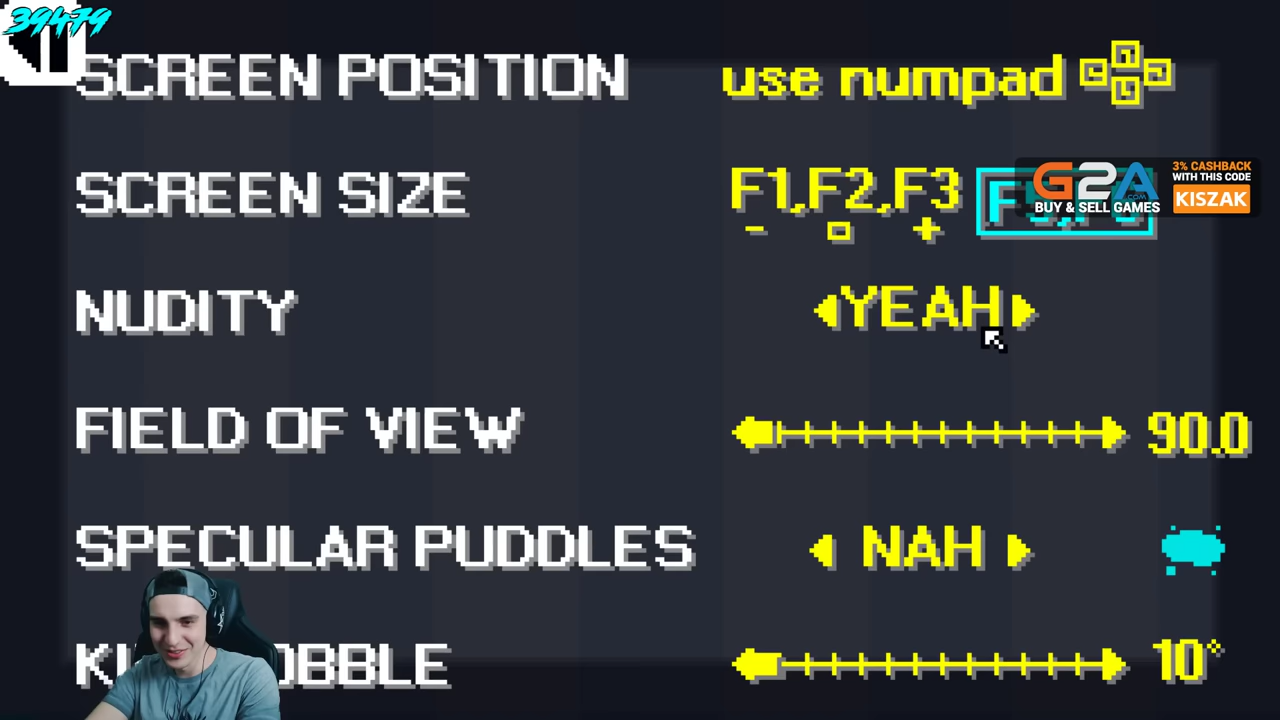 39479
SCREEN POSITION use numpad
SCREEN SIZE F1,F2,F3
- +
G2A
.COM
BUY & SELL GAMES
3% CASHBACK
WITH THIS CODE
KISZAK
NUDITY YEAH
FIELD OF VIEW 90.0
SPECULAR PUDDLES NAH
10°